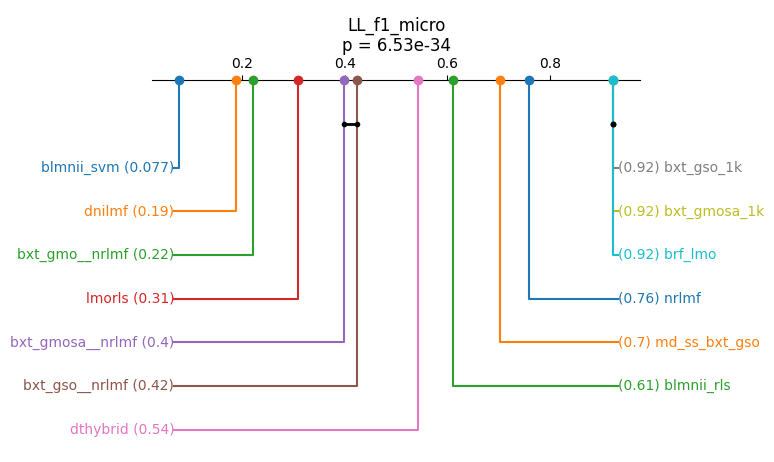 LL_f1_micro
p = 6.53e-34
0.2 0.4 0.6 0.8
blmnii_svm (0.077)
(0.92) bxt_gso_1k
dnilmf (0.19)
(0.92) bxt_gmosa_1k
bxt_gmo__nrlmf (0.22)
(0.92) brf_lmo
lmorls (0.31)
(0.76) nrlmf
bxt_gmosa__nrlmf (0.4)
(0.7) md_ss_bxt_gso
bxt_gso__nrlmf (0.42)
(0.61) blmnii_rls
dthybrid (0.54)